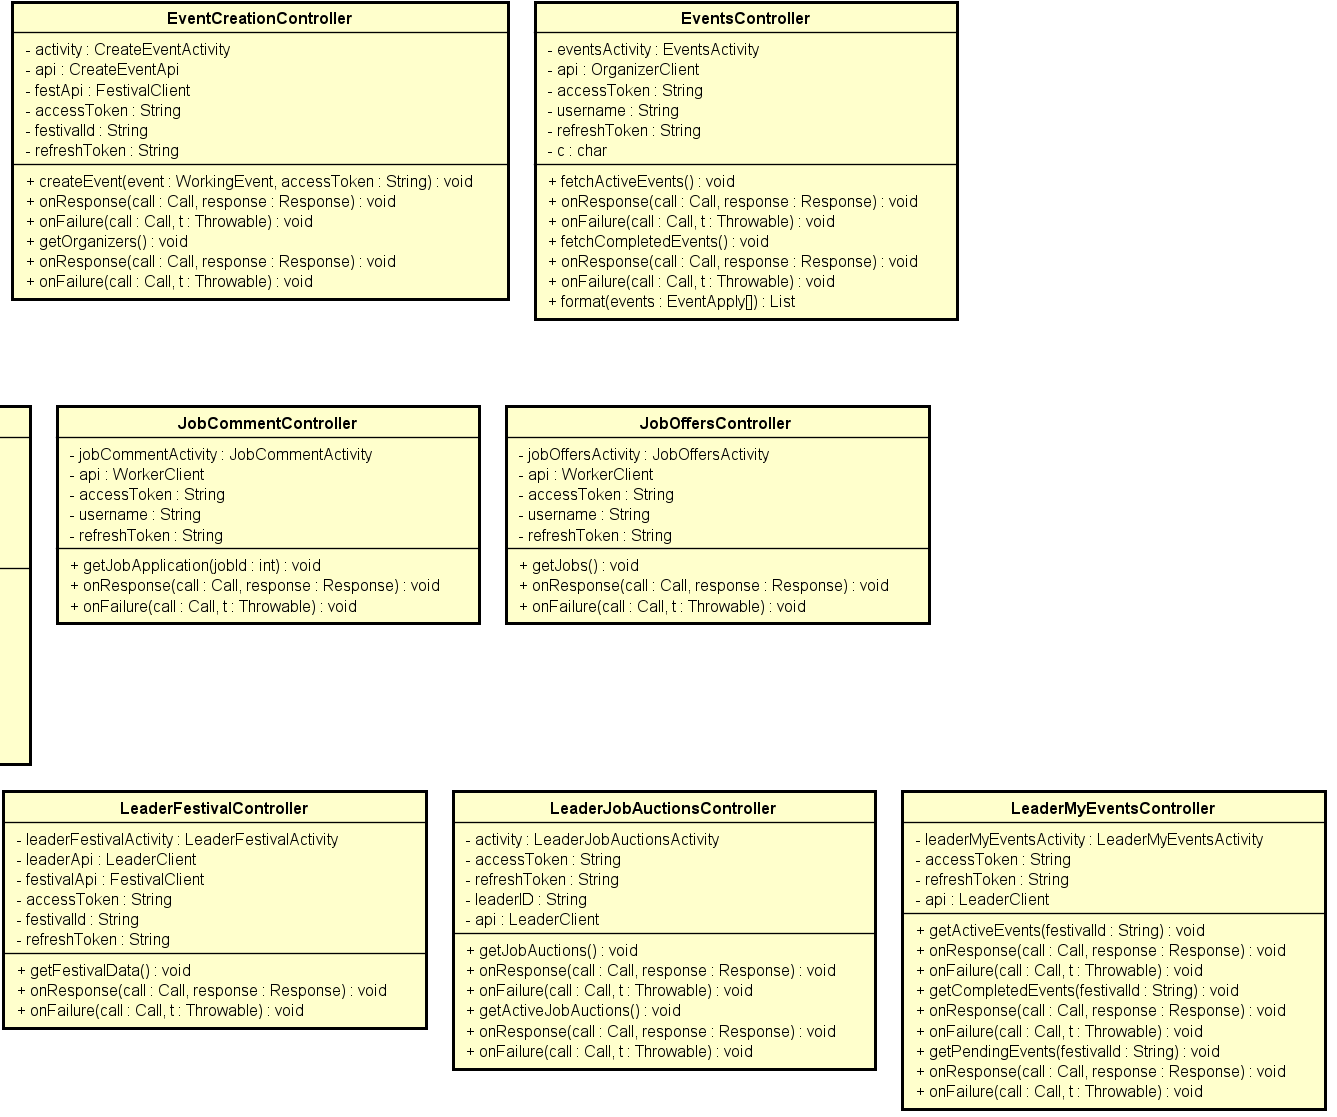 EventCreationController
- activity : CreateEventActivity
- api : CreateEventApi
- festApi : FestivalClient
- accessToken : String
- festivalId : String
- refreshToken : String
+ createEvent(event : WorkingEvent, accessToken : String) : void
+ onResponse(call : Call, response : Response) : void
+ onFailure(call : Call, t : Throwable) : void
+ getOrganizers() : void
+ onResponse(call : Call, response : Response) : void
+ onFailure(call : Call, t : Throwable) : void
EventsController
- eventsActivity : EventsActivity
- api : OrganizerClient
- accessToken : String
- username : String
- refreshToken : String
- c : char
+ fetchActiveEvents() : void
+ onResponse(call : Call, response : Response) : void
+ onFailure(call : Call, t : Throwable) : void
+ fetchCompletedEvents() : void
+ onResponse(call : Call, response : Response) : void
+ onFailure(call : Call, t : Throwable) : void
+ format(events : EventApply[]) : List
JobCommentController
- jobCommentActivity : JobCommentActivity
- api : WorkerClient
- accessToken : String
- username : String
- refreshToken : String
+ getJobApplication(jobId : int) : void
+ onResponse(call : Call, response : Response) : void
+ onFailure(call : Call, t : Throwable) : void
JobOffersController
- jobOffersActivity : JobOffersActivity
- api : WorkerClient
- accessToken : String
- username : String
- refreshToken : String
+ getJobs() : void
+ onResponse(call : Call, response : Response) : void
+ onFailure(call : Call, t : Throwable) : void
LeaderFestivalController
- leaderFestivalActivity : LeaderFestivalActivity
- leaderApi : LeaderClient
- festivalApi : FestivalClient
- accessToken : String
- festivalId : String
- refreshToken : String
+ getFestivalData() : void
+ onResponse(call : Call, response : Response) : void
+ onFailure(call : Call, t : Throwable) : void
LeaderJobAuctionsController
- activity : LeaderJobAuctionsActivity
- accessToken : String
- refreshToken : String
- leaderID : String
- api : LeaderClient
+ getJobAuctions() : void
+ onResponse(call : Call, response : Response) : void
+ onFailure(call : Call, t : Throwable) : void
+ getActiveJobAuctions() : void
+ onResponse(call : Call, response : Response) : void
+ onFailure(call : Call, t : Throwable) : void
LeaderMyEventsController
- leaderMyEventsActivity : LeaderMyEventsActivity
- accessToken : String
- refreshToken : String
- api : LeaderClient
+ getActiveEvents(festivalId : String) : void
+ onResponse(call : Call, response : Response) : void
+ onFailure(call : Call, t : Throwable) : void
+ getCompletedEvents(festivalId : String) : void
+ onResponse(call : Call, response : Response) : void
+ onFailure(call : Call, t : Throwable) : void
+ getPendingEvents(festivalId : String) : void
+ onResponse(call : Call, response : Response) : void
+ onFailure(call : Call, t : Throwable) : void